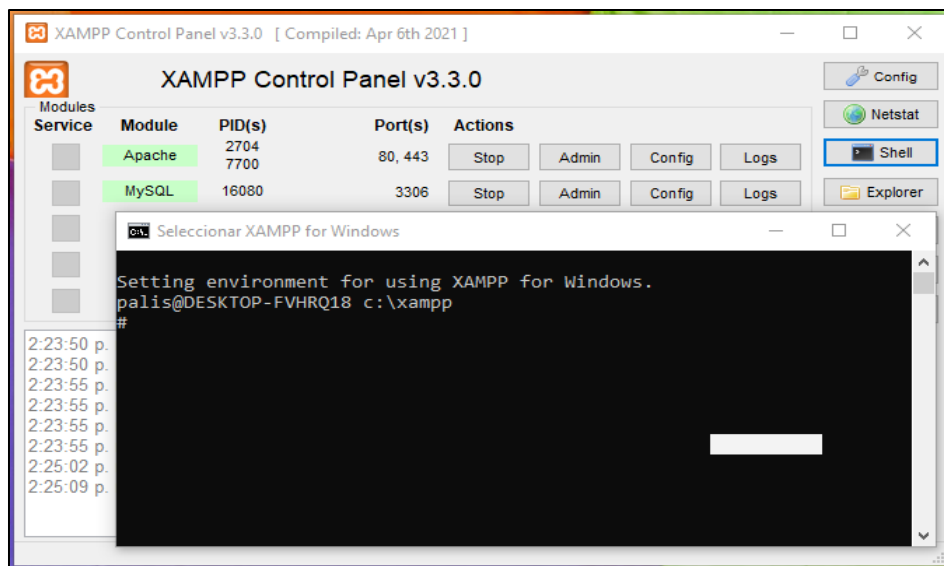 XAMPP Control Panel v3.3.0 [ Compiled: Apr 6th 2021 ]
XAMPP Control Panel v3.3.0
Config
Modules
Service Module PID(s) Port(s) Actions
Netstat
Apache 2704 7700 80, 443 Stop Admin Config Logs
Shell
MySQL 16080 3306 Stop Admin Config Logs
Explorer
Seleccionar XAMPP for Windows
Setting environment for using XAMPP for Windows.
palis@DESKTOP-FVHRQ18 c:\xampp
#
2:23:50 p.
2:23:50 p.
2:23:55 p.
2:23:55 p.
2:23:55 p.
2:23:55 p.
2:25:02 p.
2:25:09 p.